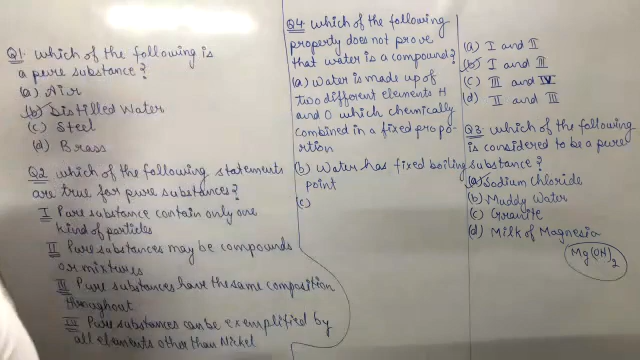 Q1. Which of the following is
a pure substance?
(a) Air
(b) Distilled Water
(c) Steel
(d) Brass
Q2 Which of the following statements
are true for pure substances?
I Pure substance contain only one
kind of particles
II Pure substances may be compounds
or mixtures
III Pure substances have the same composition
throughout
IV Pure substances can be exemplified by
all elements other than Nickel
(a) I and II
(b) I and III
(c) III and IV
(d) II and III
Q3: Which of the following
is considered to be a pure
substance?
(a) Sodium Chloride
(b) Muddy Water
(c) Granite
(d) Milk of Magnesia
Mg(OH)2
Q4: Which of the following
property does not prove
that water is a compound?
(a) Water is made up of
two different elements H
and O which chemically
combined in a fixed propo-
rtion
(b) Water has fixed boiling
point
(c)